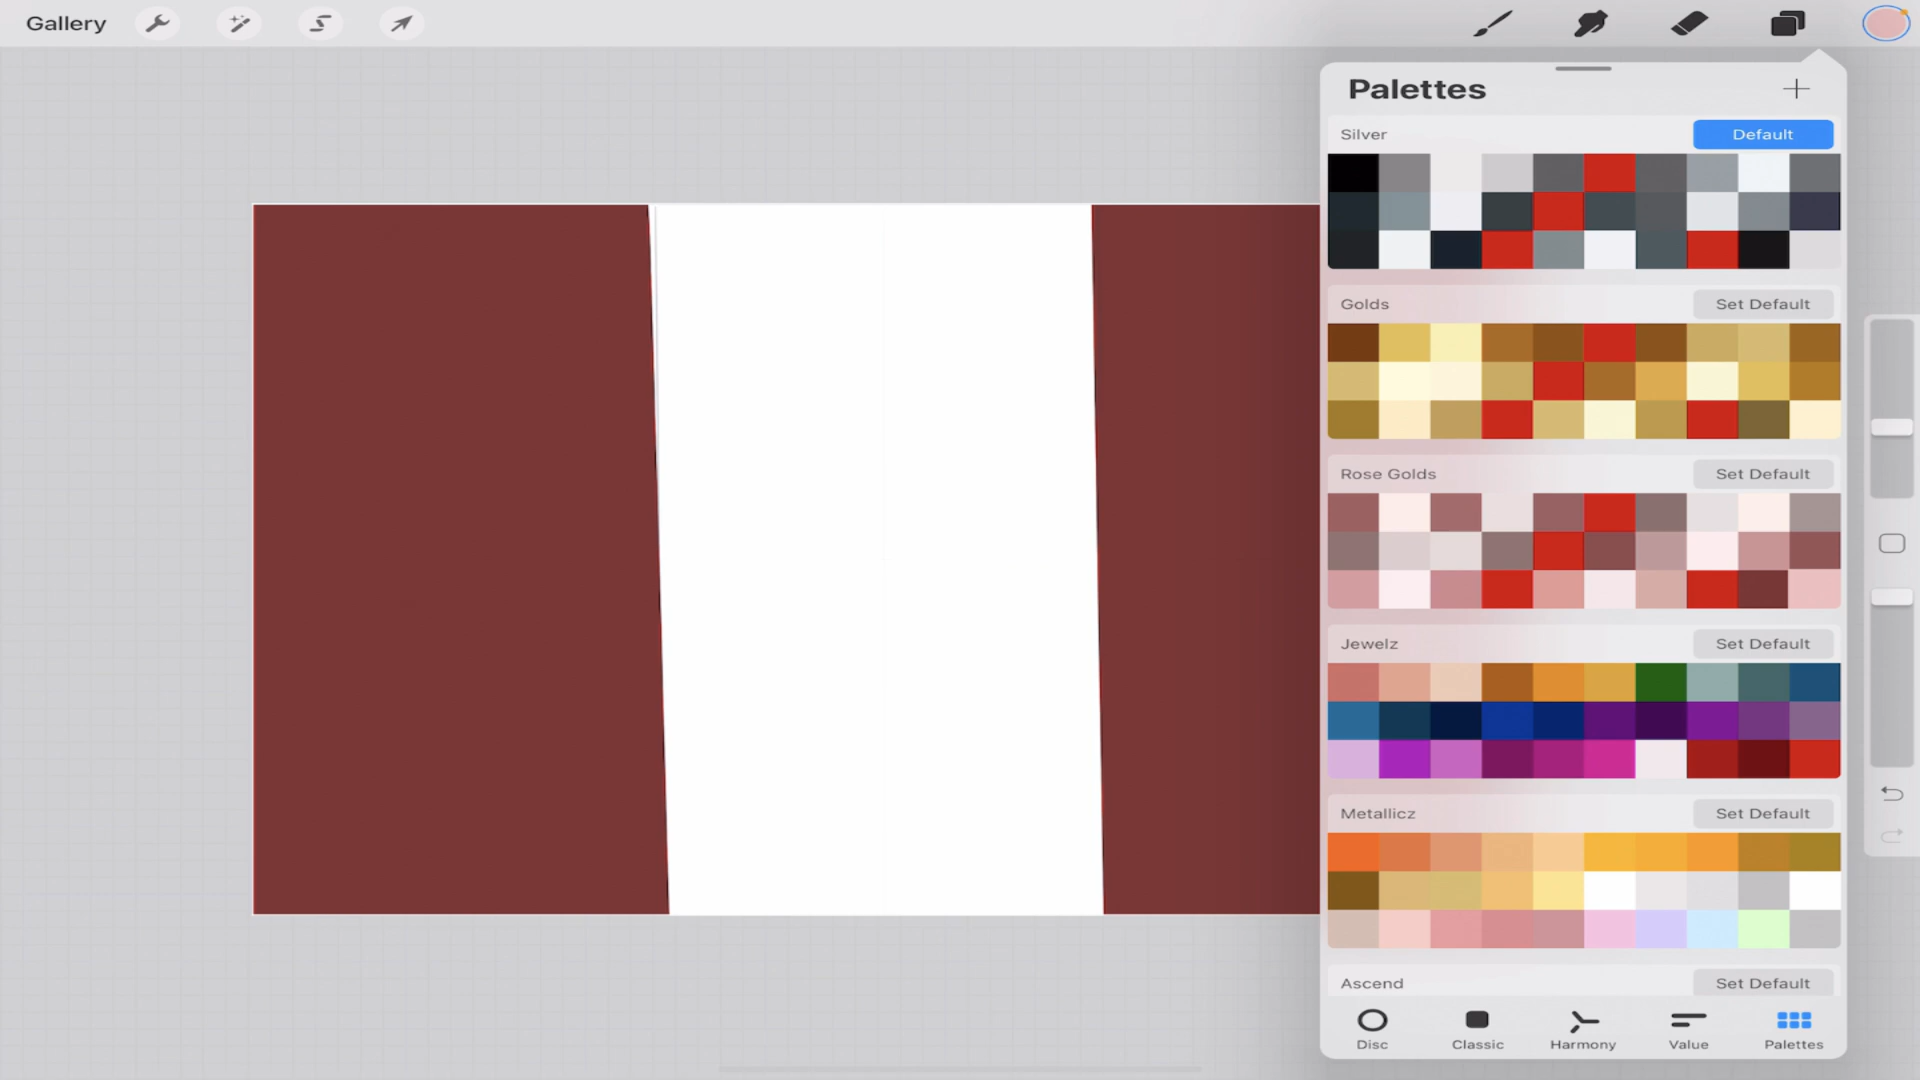 Gallery
Palettes
Silver
Default
Golds
Set Default
Rose Golds
Set Default
Jewelz
Set Default
Metallicz
Set Default
Ascend
Set Default
Disc
Classic
Harmony
Value
Palettes